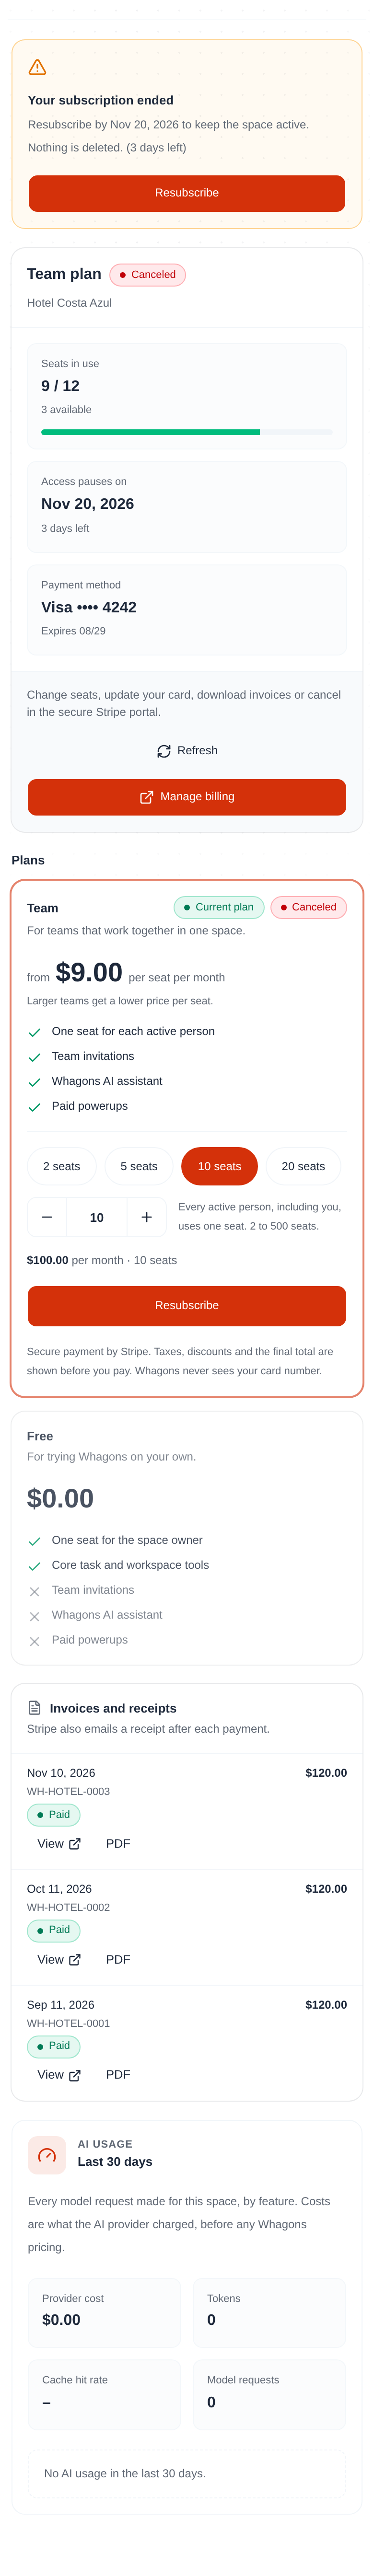 Your subscription ended
Resubscribe by Nov 20, 2026 to keep the space active.
Nothing is deleted. (3 days left)
Resubscribe
Team plan
Canceled
Hotel Costa Azul
Seats in use
9 / 12
3 available
Access pauses on
Nov 20, 2026
3 days left
Payment method
Visa •••• 4242
Expires 08/29
Change seats, update your card, download invoices or cancel
in the secure Stripe portal.
Refresh
Manage billing
Plans
Team
Current plan
Canceled
For teams that work together in one space.
from $9.00 per seat per month
Larger teams get a lower price per seat.
One seat for each active person
Team invitations
Whagons AI assistant
Paid powerups
2 seats
5 seats
10 seats
20 seats
10
Every active person, including you,
uses one seat. 2 to 500 seats.
$100.00 per month · 10 seats
Resubscribe
Secure payment by Stripe. Taxes, discounts and the final total are
shown before you pay. Whagons never sees your card number.
Free
For trying Whagons on your own.
$0.00
One seat for the space owner
Core task and workspace tools
Team invitations
Whagons AI assistant
Paid powerups
Invoices and receipts
Stripe also emails a receipt after each payment.
Nov 10, 2026 $120.00
WH-HOTEL-0003
Paid
View PDF
Oct 11, 2026 $120.00
WH-HOTEL-0002
Paid
View PDF
Sep 11, 2026 $120.00
WH-HOTEL-0001
Paid
View PDF
AI USAGE
Last 30 days
Every model request made for this space, by feature. Costs
are what the AI provider charged, before any Whagons
pricing.
Provider cost
$0.00
Tokens
0
Cache hit rate
–
Model requests
0
No AI usage in the last 30 days.